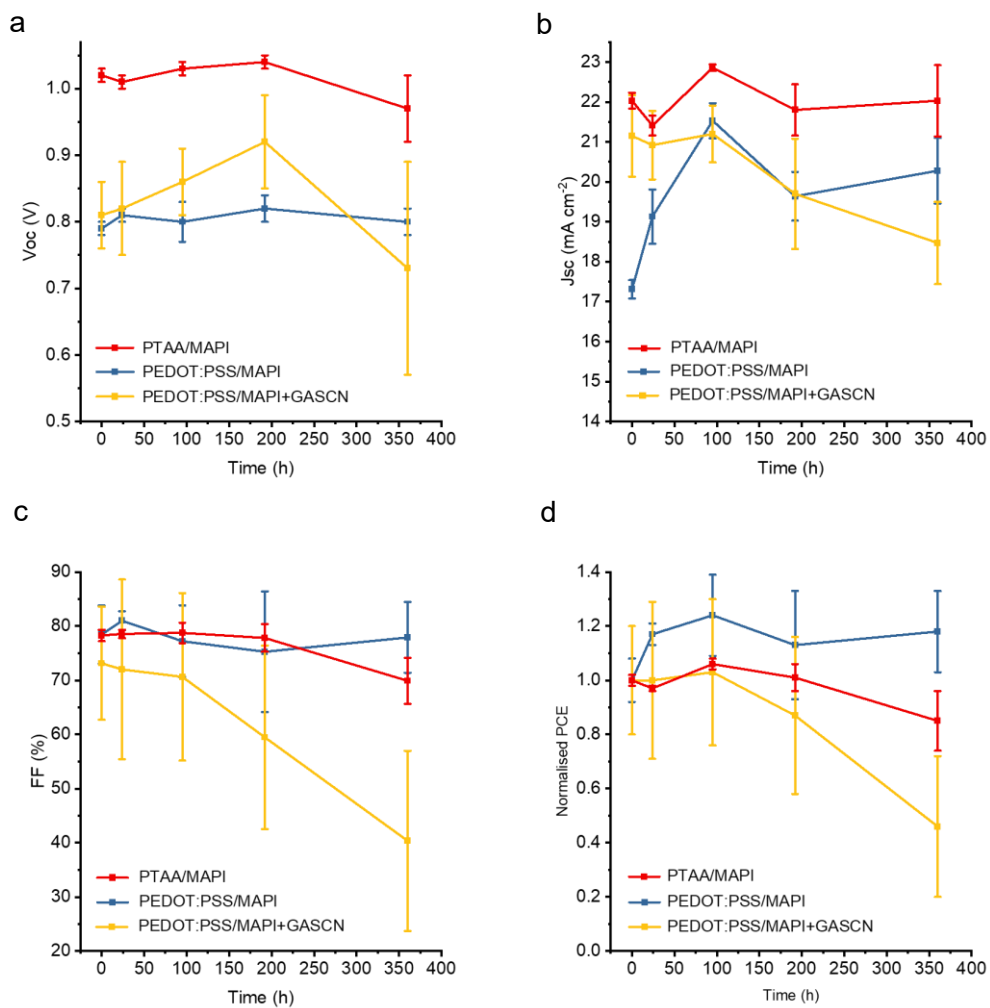 a
1.0
0.9
0.8
0.7
0.6
0.5
Voc (V)
PTAA/MAPI
PEDOT:PSS/MAPI
PEDOT:PSS/MAPI+GASCN
0 50 100 150 200 250 300 350 400
Time (h)
b
23
22
21
20
19
18
17
16
15
14
Jsc (mA cm⁻²)
PTAA/MAPI
PEDOT:PSS/MAPI
PEDOT:PSS/MAPI+GASCN
0 50 100 150 200 250 300 350 400
Time (h)
c
90
80
70
60
50
40
30
20
FF (%)
PTAA/MAPI
PEDOT:PSS/MAPI
PEDOT:PSS/MAPI+GASCN
0 50 100 150 200 250 300 350 400
Time (h)
d
1.4
1.2
1.0
0.8
0.6
0.4
0.2
0.0
Normalised PCE
PTAA/MAPI
PEDOT:PSS/MAPI
PEDOT:PSS/MAPI+GASCN
0 50 100 150 200 250 300 350 400
Time (h)